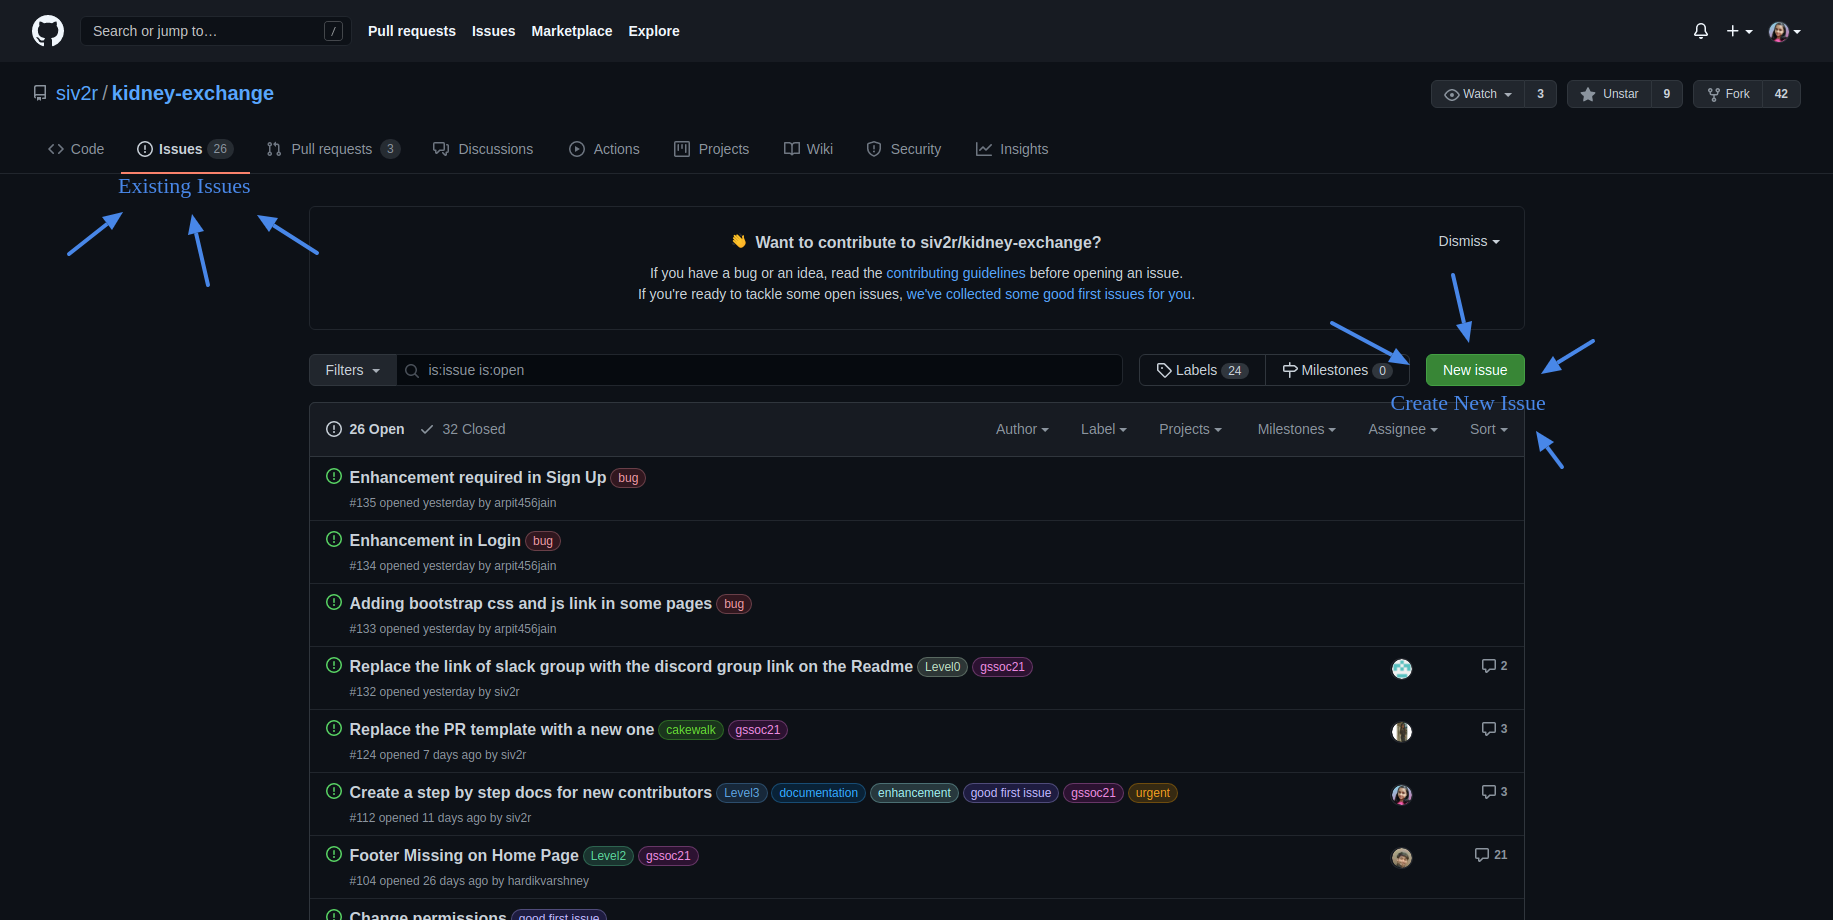 Search or jump to… /
Pull requests Issues Marketplace Explore
siv2r / kidney-exchange
Watch 3 Unstar 9 Fork 42
Code Issues 26 Pull requests 3 Discussions Actions Projects Wiki Security Insights
Existing Issues
👋 Want to contribute to siv2r/kidney-exchange?
Dismiss
If you have a bug or an idea, read the contributing guidelines before opening an issue.
If you're ready to tackle some open issues, we've collected some good first issues for you.
Filters is:issue is:open Labels 24 Milestones 0 New issue
Create New Issue
26 Open 32 Closed Author Label Projects Milestones Assignee Sort
Enhancement required in Sign Up bug
#135 opened yesterday by arpit456jain
Enhancement in Login bug
#134 opened yesterday by arpit456jain
Adding bootstrap css and js link in some pages bug
#133 opened yesterday by arpit456jain
Replace the link of slack group with the discord group link on the Readme Level0 gssoc21 2
#132 opened yesterday by siv2r
Replace the PR template with a new one cakewalk gssoc21 3
#124 opened 7 days ago by siv2r
Create a step by step docs for new contributors Level3 documentation enhancement good first issue gssoc21 urgent 3
#112 opened 11 days ago by siv2r
Footer Missing on Home Page Level2 gssoc21 21
#104 opened 26 days ago by hardikvarshney
Change permissions good first issue